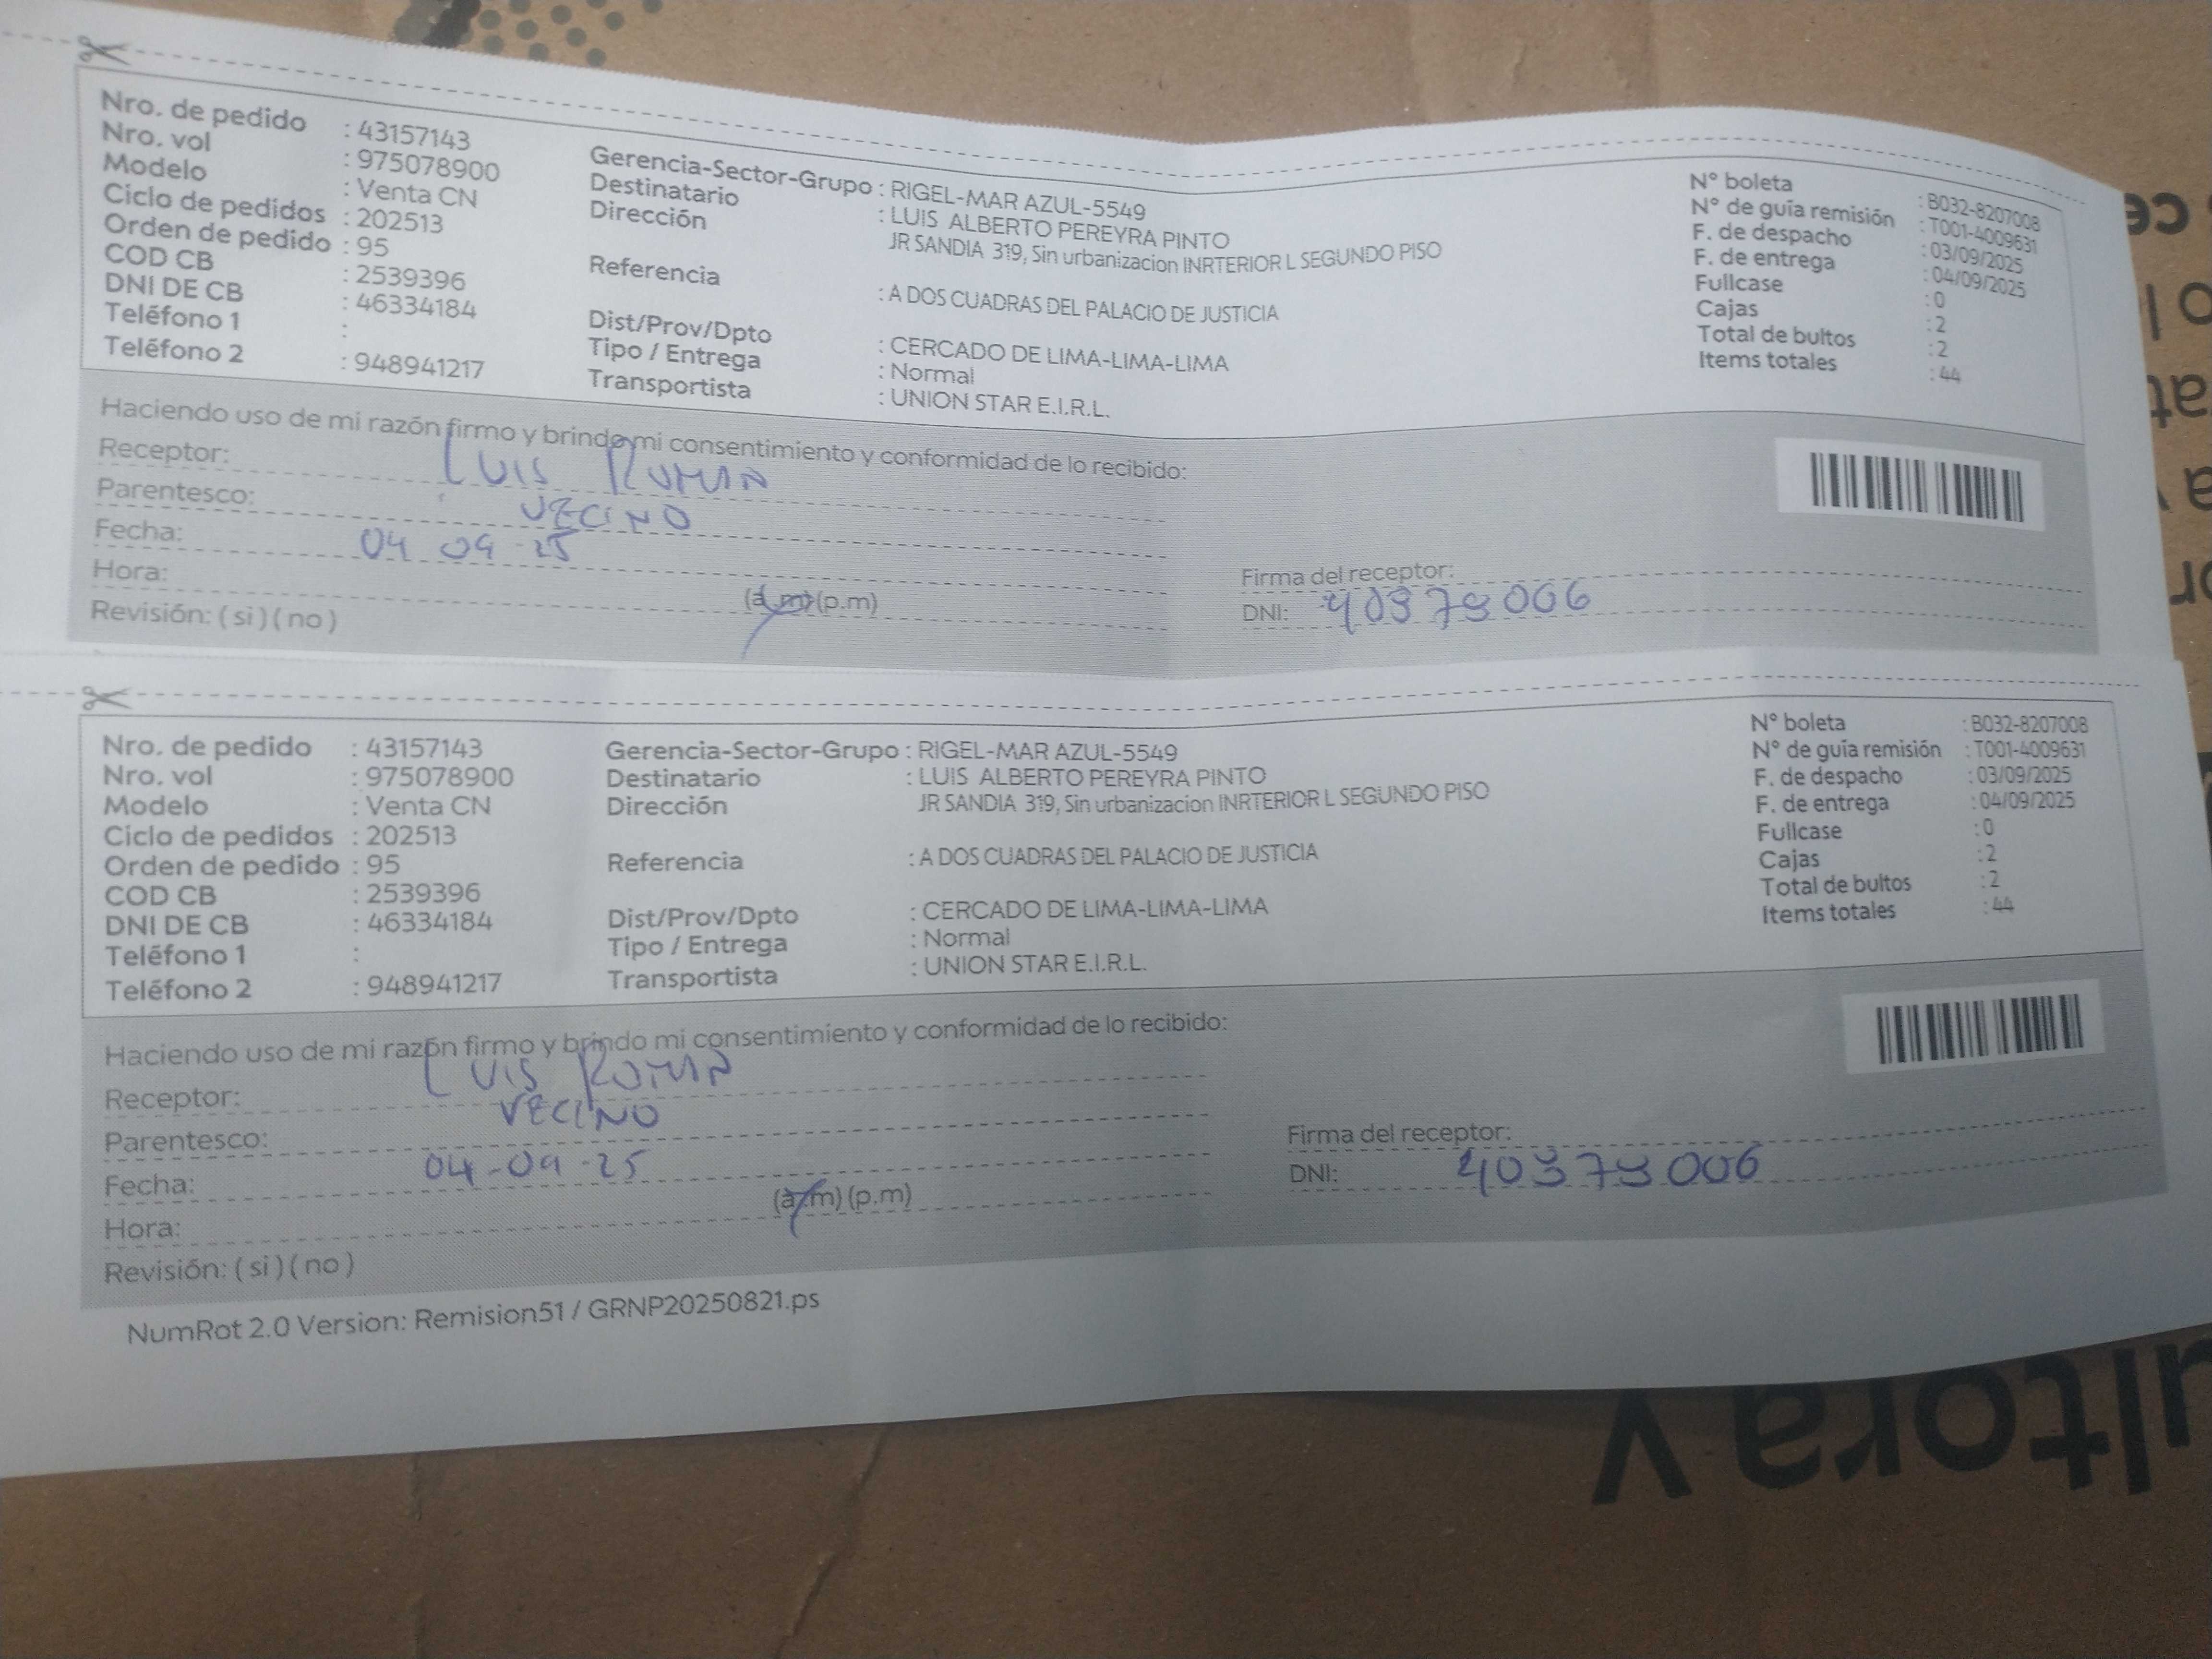 Nro. de pedido : 43157143
Nro. vol : 975078900
Modelo : Venta CN
Ciclo de pedidos : 202513
Orden de pedido : 95
COD CB : 2539396
DNI DE CB : 46334184
Teléfono 1 :
Teléfono 2 : 948941217
Gerencia-Sector-Grupo : RIGEL-MAR AZUL-5549
Destinatario : LUIS ALBERTO PEREYRA PINTO
Dirección JR SANDIA 319, Sin urbanizacion INRTERIOR L SEGUNDO PISO
Referencia : A DOS CUADRAS DEL PALACIO DE JUSTICIA
Dist/Prov/Dpto : CERCADO DE LIMA-LIMA-LIMA
Tipo / Entrega : Normal
Transportista : UNION STAR E.I.R.L.
N° boleta : B032-8207008
N° de guía remisión : T001-4009631
F. de despacho : 03/09/2025
F. de entrega : 04/09/2025
Fullcase : 0
Cajas : 2
Total de bultos : 2
Items totales : 44
Haciendo uso de mi razón firmo y brindo mi consentimiento y conformidad de lo recibido:
Receptor: LUIS ROMAN
Parentesco: VECINO
Fecha: 04 09 - 25
Hora: (a.m)(p.m)
Revisión: ( si ) ( no )
Firma del receptor:
DNI: 40379006
Nro. de pedido : 43157143
Nro. vol : 975078900
Modelo : Venta CN
Ciclo de pedidos : 202513
Orden de pedido : 95
COD CB : 2539396
DNI DE CB : 46334184
Teléfono 1 :
Teléfono 2 : 948941217
Gerencia-Sector-Grupo : RIGEL-MAR AZUL-5549
Destinatario : LUIS ALBERTO PEREYRA PINTO
Dirección JR SANDIA 319, Sin urbanizacion INRTERIOR L SEGUNDO PISO
Referencia : A DOS CUADRAS DEL PALACIO DE JUSTICIA
Dist/Prov/Dpto : CERCADO DE LIMA-LIMA-LIMA
Tipo / Entrega : Normal
Transportista : UNION STAR E.I.R.L.
N° boleta : B032-8207008
N° de guía remisión : T001-4009631
F. de despacho : 03/09/2025
F. de entrega : 04/09/2025
Fullcase : 0
Cajas : 2
Total de bultos : 2
Items totales : 44
Haciendo uso de mi razón firmo y brindo mi consentimiento y conformidad de lo recibido:
Receptor: LUIS ROMAN
Parentesco: VECINO
Fecha: 04-09-25
Hora: (a.m) (p.m)
Revisión: ( si ) ( no )
Firma del receptor:
DNI: 40379006
NumRot 2.0 Version: Remision51 / GRNP20250821.ps